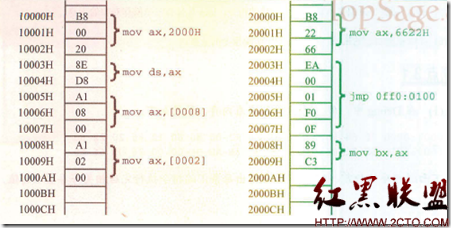 TopSage.
10000H B8
10001H 00 mov ax,2000H
10002H 20
10003H 8E
mov ds,ax
10004H D8
10005H A1
10006H 08 mov ax,[0008]
10007H 00
10008H A1
10009H 02 mov ax,[0002]
1000AH 00
1000BH
1000CH
20000H B8
20001H 22 mov ax,6622H
20002H 66
20003H EA
20004H 00
20005H 01 jmp 0ff0:0100
20006H F0
20007H 0F
20008H 89
mov bx,ax
20009H C3
2000AH
2000BH
2000CH
红黑联盟
HTTP://WWW.2CTO.COM